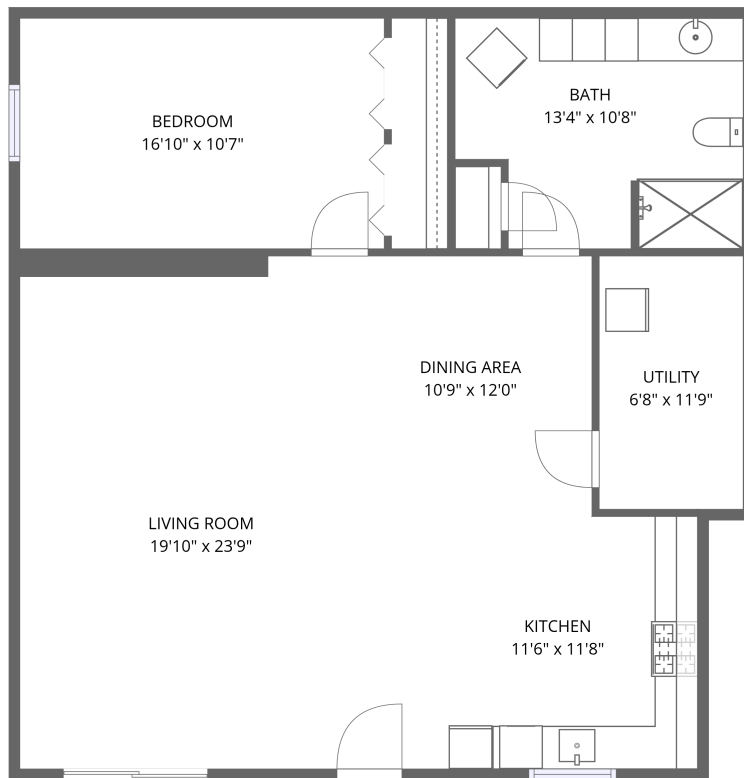 BEDROOM
16'10" x 10'7"
BATH
13'4" x 10'8"
DINING AREA
10'9" x 12'0"
UTILITY
6'8" x 11'9"
LIVING ROOM
19'10" x 23'9"
KITCHEN
11'6" x 11'8"